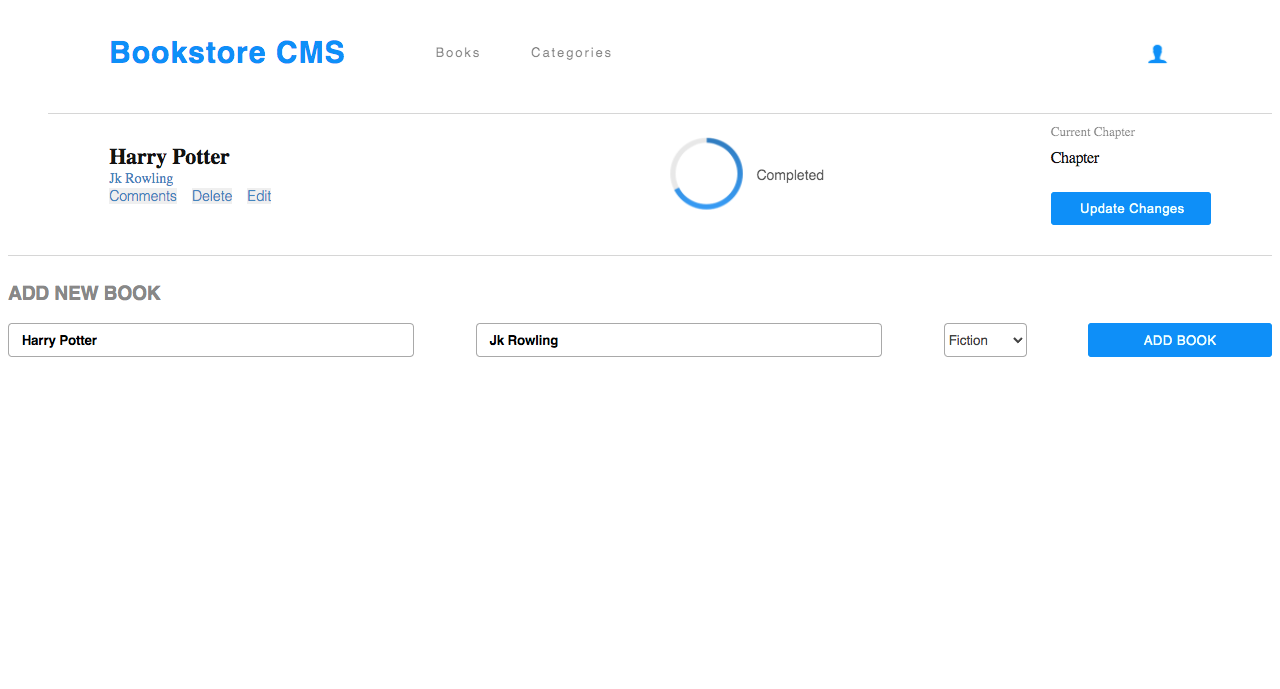 Bookstore CMS
Books
Categories
Harry Potter
Jk Rowling
Comments Delete Edit
Completed
Current Chapter
Chapter
Update Changes
ADD NEW BOOK
Harry Potter
Jk Rowling
Fiction
ADD BOOK